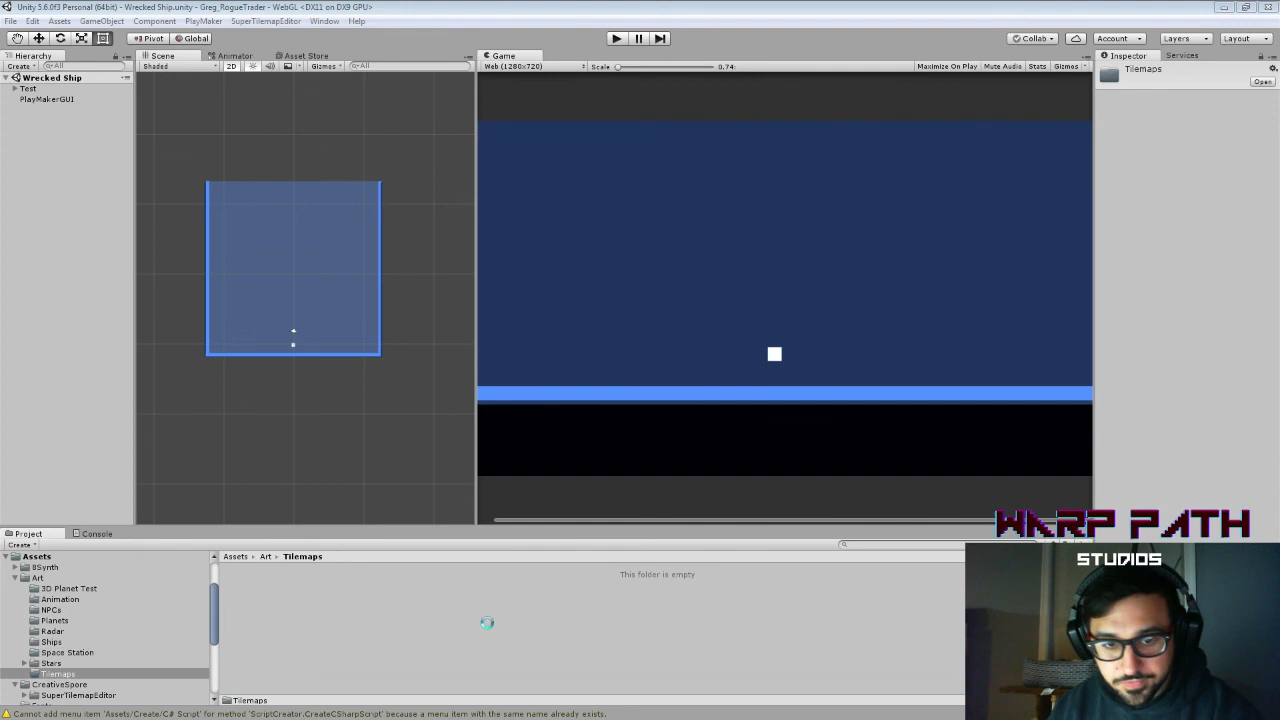 Unity 5.6.0f3 Personal (64bit) - Wrecked Ship.unity - Greg_RogueTrader - WebGL <DX11 on DX9 GPU>
File Edit Assets GameObject Component PlayMaker SuperTilemapEditor Window Help
Pivot Global Collab Account Layers Layout
Hierarchy Scene Animator Asset Store Game Inspector Services
Create All Shaded 2D Gizmos All Web (1280x720) Scale 0.74 Maximize On Play Mute Audio Stats Gizmos Tilemaps
Open
Wrecked Ship
Test
PlayMakerGUI
WARP PATH
STUDIOS
Project Console
Create
Assets
8Synth
Art
3D Planet Test
Animation
NPCs
Planets
Radar
Ships
Space Station
Stars
Tilemaps
CreativeSpore
SuperTilemapEditor
Assets Art Tilemaps
This folder is empty
Tilemaps
Cannot add menu item 'Assets/Create/C# Script' for method 'ScriptCreator.CreateCSharpScript' because a menu item with the same name already exists.